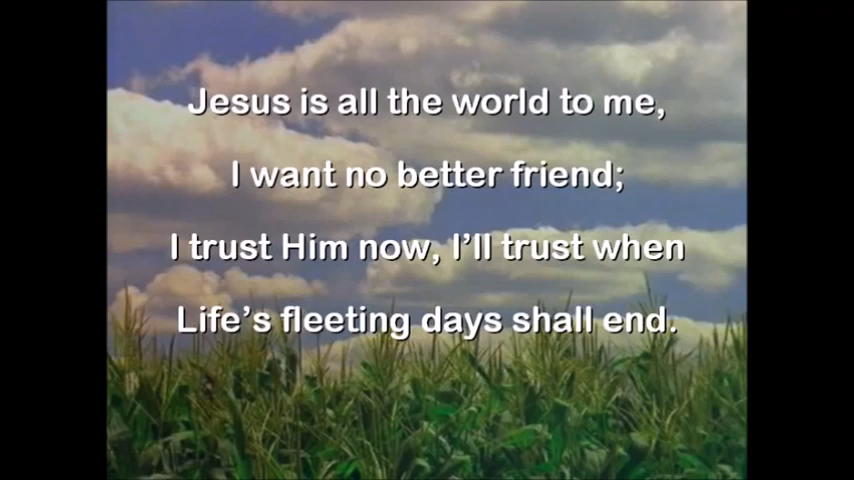 Jesus is all the world to me,
I want no better friend;
I trust Him now, I’ll trust when
Life’s fleeting days shall end.